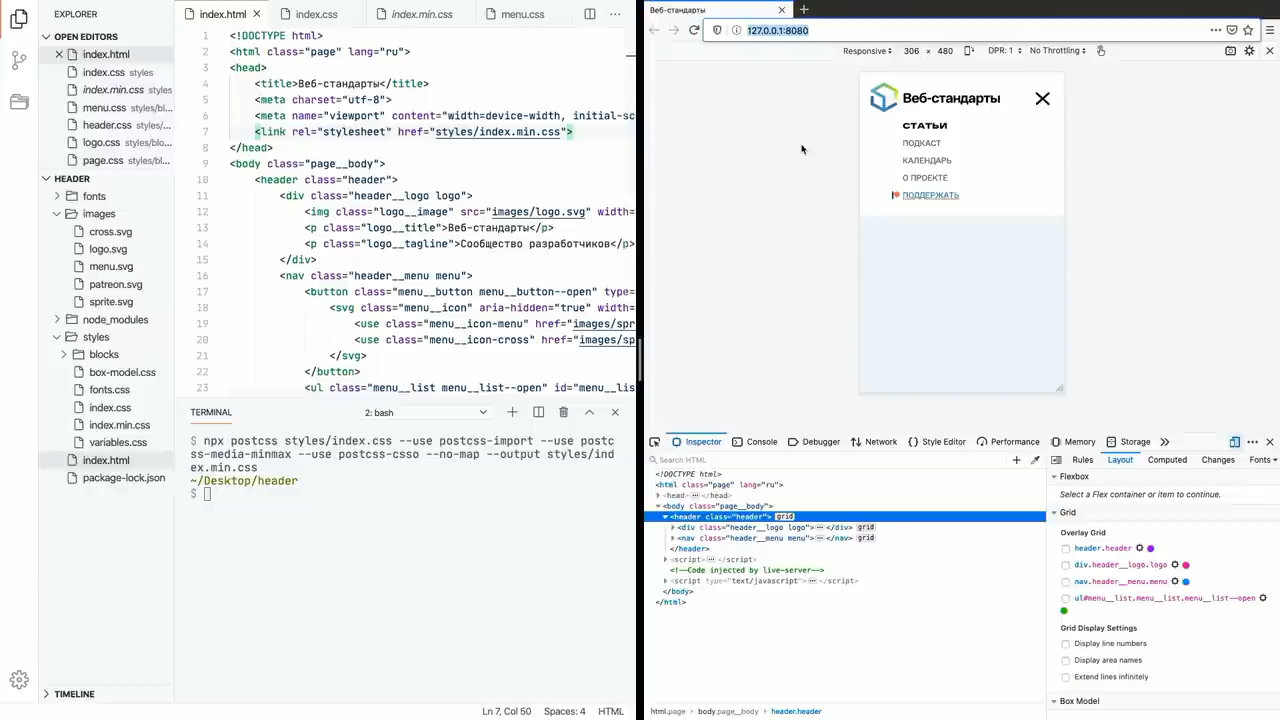 EXPLORER
OPEN EDITORS
index.html
index.css styles
index.min.css
menu.css styles/bl...
header.css styles/...
logo.css styles/blo...
page.css styles/bl...
HEADER
fonts
images
cross.svg
logo.svg
menu.svg
patreon.svg
sprite.svg
node_modules
styles
blocks
box-model.css
fonts.css
index.css
index.min.css
variables.css
index.html
package-lock.json
TIMELINE
index.html index.css index.min.css menu.css
1 <!DOCTYPE html>
2 <html class="page" lang="ru">
3 <head>
4 <title>Веб-стандарты</title>
5 <meta charset="utf-8">
6 <meta name="viewport" content="width=device-width, initial-sc
7 <link rel="stylesheet" href="styles/index.min.css">
8 </head>
9 <body class="page__body">
10 <header class="header">
11 <div class="header__logo logo">
12 <img class="logo__image" src="images/logo.svg" width=
13 <p class="logo__title">Веб-стандарты</p>
14 <p class="logo__tagline">Сообщество разработчиков</p>
15 </div>
16 <nav class="header__menu menu">
17 <button class="menu__button menu__button--open" type=
18 <svg class="menu__icon" aria-hidden="true" width=
19 <use class="menu__icon-menu" href="images/spr
20 <use class="menu__icon-cross" href="images/sp
21 </svg>
22 </button>
23 <ul class="menu__list menu__list--open" id="menu__lis
TERMINAL 2: bash
$ npx postcss styles/index.css --use postcss-import --use postc
ss-media-minmax --use postcss-csso --no-map --output styles/ind
ex.min.css
~/Desktop/header
$
Ln 7, Col 50 Spaces: 4 HTML
Веб-стандарты
127.0.0.1:8080
Responsive 306 × 480 DPR: 1 No Throttling
Веб-стандарты
СТАТЬИ
ПОДКАСТ
КАЛЕНДАРЬ
О ПРОЕКТЕ
ПОДДЕРЖАТЬ
Inspector Console Debugger Network Style Editor Performance Memory Storage
Search HTML
<!DOCTYPE html>
<html class="page" lang="ru">
<head> </head>
<body class="page__body">
<header class="header"> grid
<div class="header__logo logo"> </div> grid
<nav class="header__menu menu"> </nav> grid
</header>
<script> </script>
<!--Code injected by live-server-->
<script type="text/javascript"> </script>
</body>
</html>
html.page body.page__body header.header
Rules Layout Computed Changes Fonts
Flexbox
Select a Flex container or item to continue.
Grid
Overlay Grid
header.header
div.header__logo.logo
nav.header__menu.menu
ul#menu__list.menu__list.menu__list--open
Grid Display Settings
Display line numbers
Display area names
Extend lines infinitely
Box Model